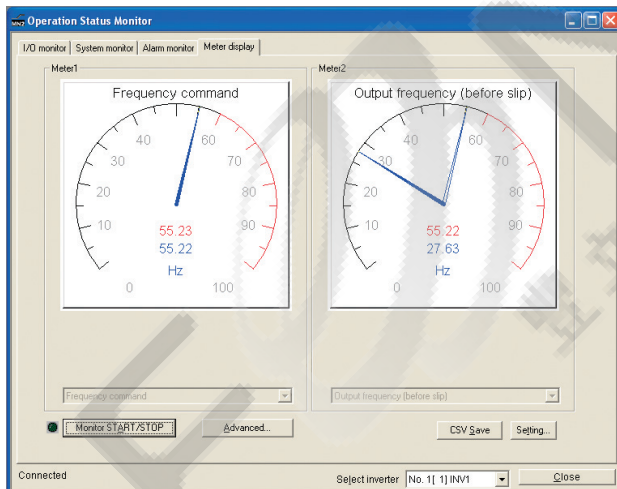 Operation Status Monitor
I/O monitor System monitor Alarm monitor Meter display
Meter1
Frequency command
0 10 20 30 40 60 70 80 90 100
55.23
55.22
Hz
Frequency command
Meter2
Output frequency (before slip)
0 10 20 30 40 60 70 80 90 100
55.22
27.63
Hz
Output frequency (before slip)
Monitor START/STOP Advanced... CSV Save Setting...
Connected Select inverter No. 1[ 1] INV1 Close